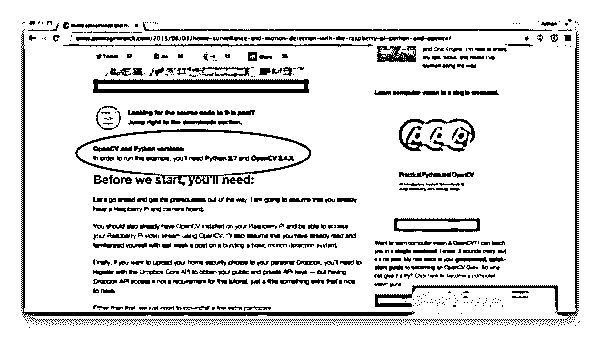 www.pyimagesearch.com/2015/06/01/home-surveillance-and-motion-detection-with-the-raspberry-pi-python-and-opencv/
Looking for the source code to this post?
Jump right to the downloads section.
OpenCV and Python versions:
In order to run this example, you'll need Python 2.7 and OpenCV 2.4.X.
Before we start, you'll need:
Let's go ahead and get the prerequisites out of the way. I am going to assume that you already
have a Raspberry Pi and camera board.
You should also already have OpenCV installed on your Raspberry Pi and be able to access
your Raspberry Pi video stream using OpenCV. I'll also assume that you have already read and
familiarized yourself with last week's post on a building a basic motion detection system.
Finally, if you want to upload your home security photos to your personal Dropbox, you'll need to
register with the Dropbox Core API to obtain your public and private API keys — but having
Dropbox API access it not a requirement for this tutorial, just a little something extra that's nice
to have.
Other than that, we just need to pip-install a few extra packages.
Learn computer vision in a single weekend.
Practical Python and OpenCV
Want to learn computer vision & OpenCV? I can teach
you in a single weekend. I know. It sounds crazy, but
it's no joke. My new book is your guaranteed, quick-
start guide to becoming an OpenCV Guru. So why
not give it a try? Click here to become a computer
vision guru.